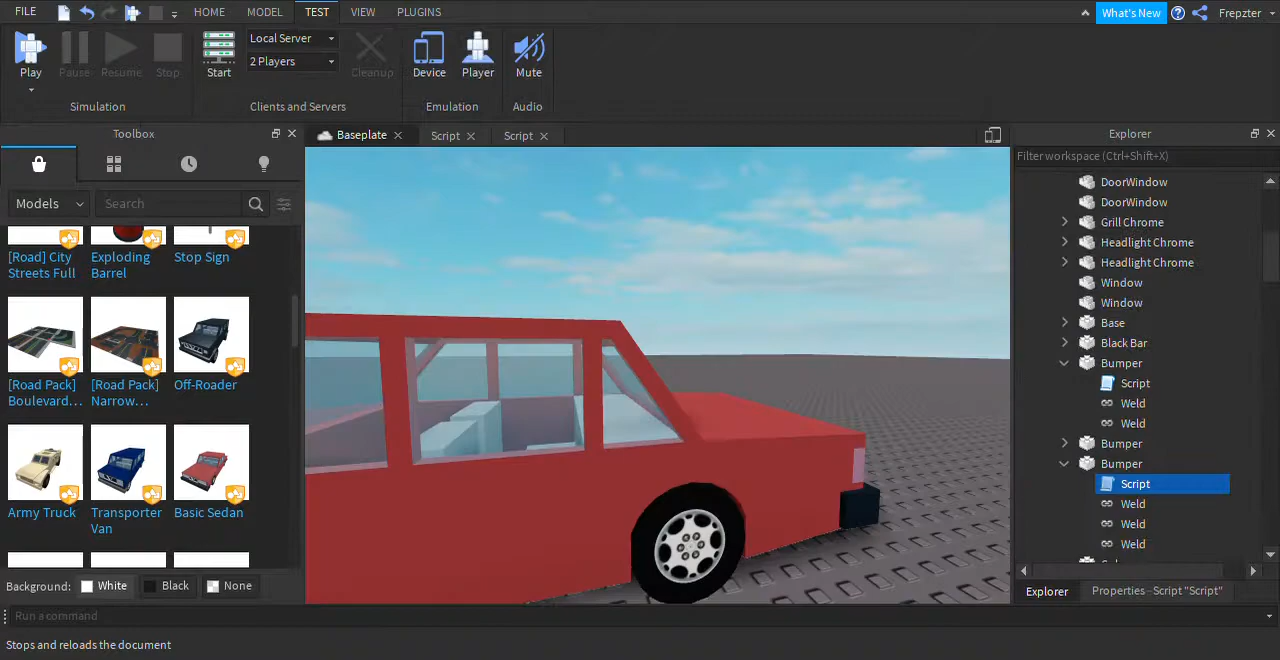 FILE
HOME
MODEL
TEST
VIEW
PLUGINS
What's New
Frepzter
Play
Pause
Resume
Stop
Simulation
Start
Local Server
2 Players
Cleanup
Clients and Servers
Device
Player
Emulation
Mute
Audio
Toolbox
Models
Search
[Road] City
Streets Full
Exploding
Barrel
Stop Sign
[Road Pack]
Boulevard...
[Road Pack]
Narrow...
Off-Roader
Army Truck
Transporter
Van
Basic Sedan
Background:
White
Black
None
Baseplate
Script
Script
Explorer
Filter workspace (Ctrl+Shift+X)
DoorWindow
DoorWindow
Grill Chrome
Headlight Chrome
Headlight Chrome
Window
Window
Base
Black Bar
Bumper
Script
Weld
Weld
Bumper
Bumper
Script
Weld
Weld
Weld
Explorer
Properties - Script "Script"
Run a command
Stops and reloads the document